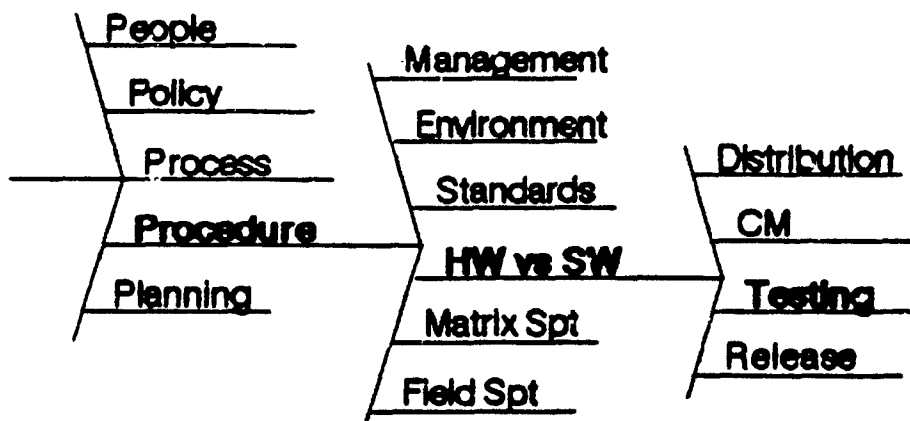 People
Policy
Process
Procedure
Planning
Management
Environment
Standards
HW vs SW
Matrix Spt
Field Spt
Distribution
CM
Testing
Release